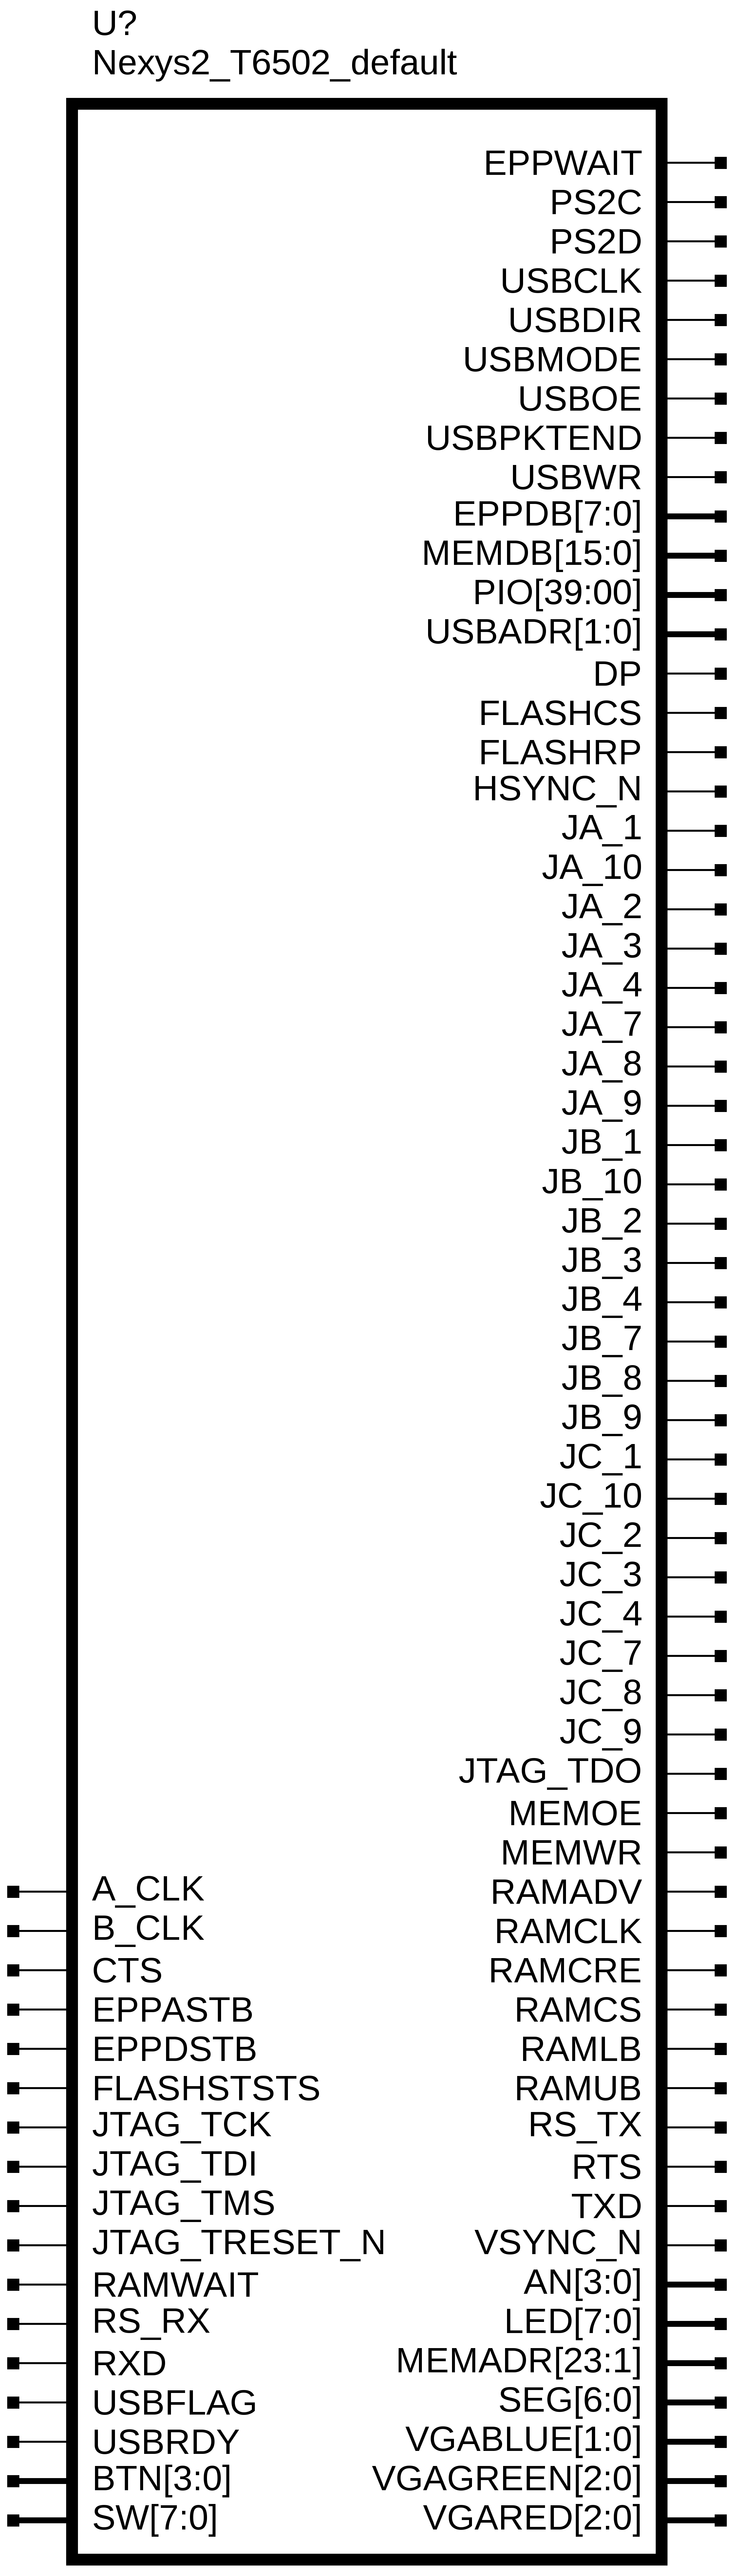 U?
Nexys2_T6502_default
EPPWAIT
PS2C
PS2D
USBCLK
USBDIR
USBMODE
USBOE
USBPKTEND
USBWR
EPPDB[7:0]
MEMDB[15:0]
PIO[39:00]
USBADR[1:0]
DP
FLASHCS
FLASHRP
HSYNC_N
JA_1
JA_10
JA_2
JA_3
JA_4
JA_7
JA_8
JA_9
JB_1
JB_10
JB_2
JB_3
JB_4
JB_7
JB_8
JB_9
JC_1
JC_10
JC_2
JC_3
JC_4
JC_7
JC_8
JC_9
JTAG_TDO
MEMOE
MEMWR
A_CLK RAMADV
B_CLK RAMCLK
CTS RAMCRE
EPPASTB RAMCS
EPPDSTB RAMLB
FLASHSTSTS RAMUB
JTAG_TCK RS_TX
JTAG_TDI RTS
JTAG_TMS TXD
JTAG_TRESET_N VSYNC_N
RAMWAIT AN[3:0]
RS_RX LED[7:0]
RXD MEMADR[23:1]
USBFLAG SEG[6:0]
USBRDY VGABLUE[1:0]
BTN[3:0] VGAGREEN[2:0]
SW[7:0] VGARED[2:0]